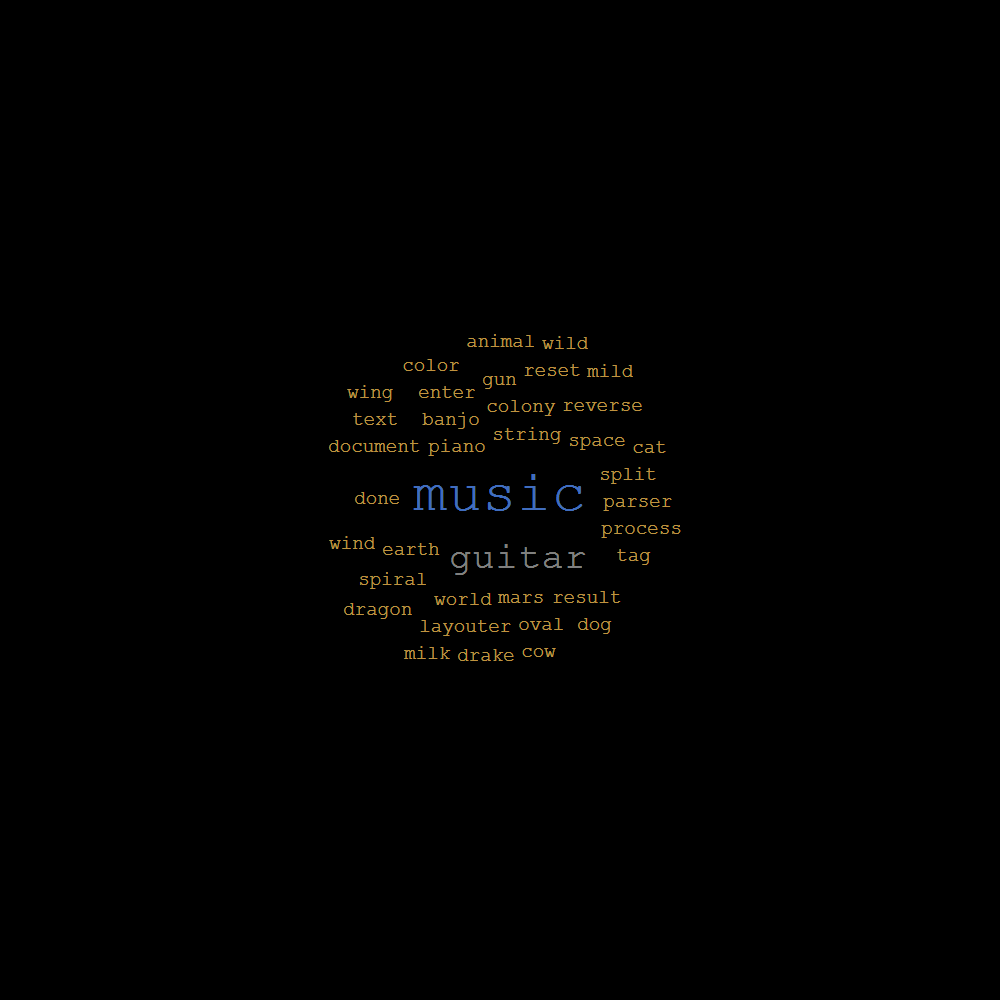 animal wild
color gun reset mild
wing enter colony reverse
text banjo string space cat
document piano split
done music parser
process
wind earth guitar tag
spiral
dragon world mars result
layouter oval dog
milk drake cow